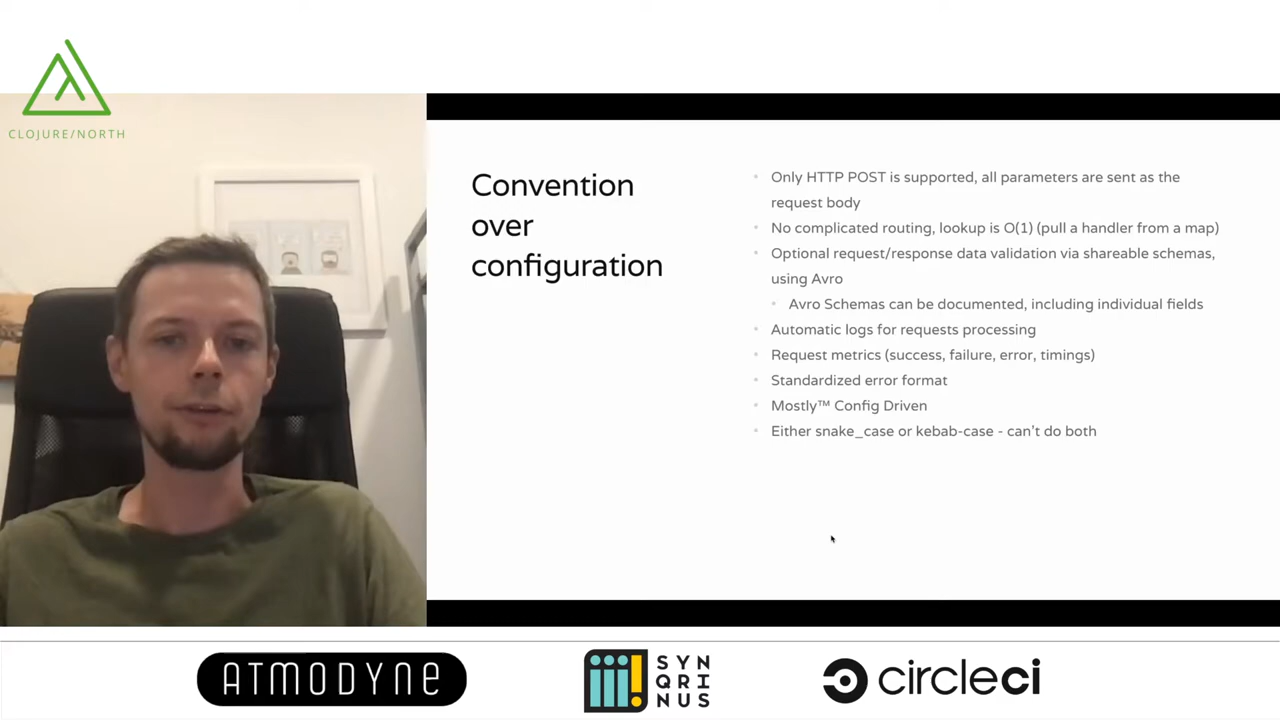 CLOJURE/NORTH
Convention
over
configuration
Only HTTP POST is supported, all parameters are sent as the
request body
No complicated routing, lookup is O(1) (pull a handler from a map)
Optional request/response data validation via shareable schemas,
using Avro
Avro Schemas can be documented, including individual fields
Automatic logs for requests processing
Request metrics (success, failure, error, timings)
Standardized error format
Mostly™ Config Driven
Either snake_case or kebab-case - can't do both
ATMODYNE
SYN
QRI
NUS
circleci